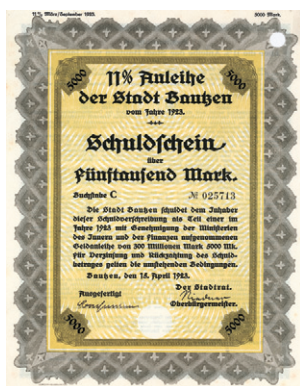 11% März/September 1923.
5000 Mark.
5000
5000
11% Anleihe
der Stadt Bautzen
vom Jahre 1923.
Schuldschein
über
Fünftausend Mark.
Buchstabe C
№ 025713
Die Stadt Bautzen schuldet dem Inhaber
dieser Schuldverschreibung als Teil einer im
Jahre 1923 mit Genehmigung der Ministerien
des Innern und der Finanzen aufgenommenen
Geldanleihe von 300 Millionen Mark 5000 Mk.
Für Verzinsung und Rückzahlung des Schuld-
betrages gelten die umstehenden Bedingungen.
Bautzen, den 15. April 1923.
Der Stadtrat.
Ausgefertigt
Oberbürgermeister.
5000
5000